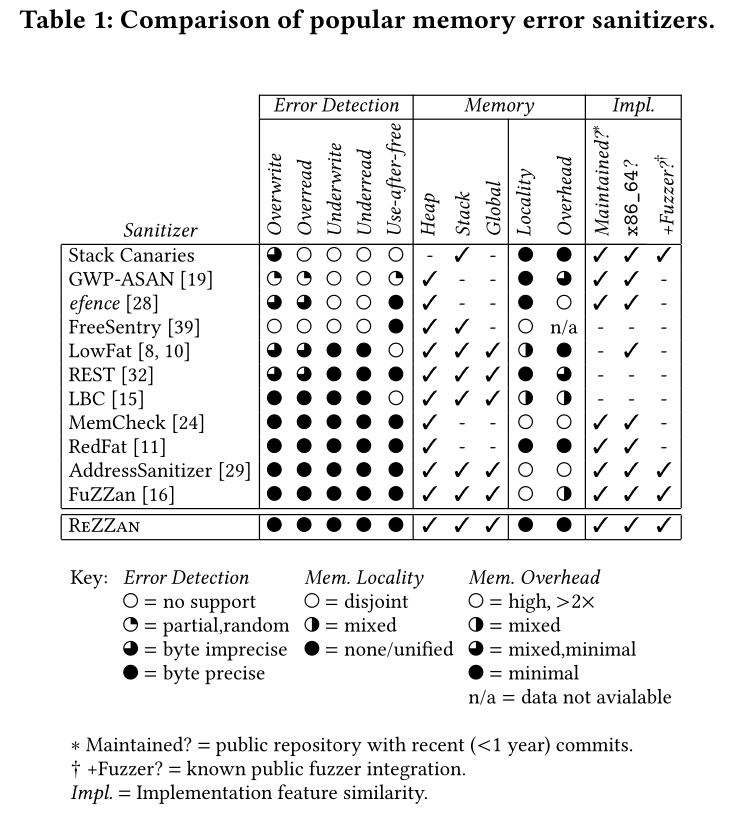 Table 1: Comparison of popular memory error sanitizers.
Error Detection Memory Impl.
Sanitizer Overwrite Overread Underwrite Underread Use-after-free Heap Stack Global Locality Overhead Maintained?* x86_64? +Fuzzer?†
Stack Canaries ◕ ○ ○ ○ ○ - ✓ - ● ● ✓ ✓ ✓
GWP-ASAN [19] ◔ ◔ ○ ○ ◔ ✓ - - ● ◕ ✓ ✓ -
efence [28] ◕ ◕ ○ ○ ● ✓ - - ● ○ ✓ ✓
FreeSentry [39] ○ ○ ○ ○ ● ✓ ✓ - ○ n/a - - -
LowFat [8, 10] ◕ ◕ ● ● ○ ✓ ✓ ✓ ◑ ● - ✓ -
REST [32] ◕ ◕ ● ● ● ✓ ✓ ✓ ● ◕ - - -
LBC [15] ● ● ● ● ○ ✓ ✓ ✓ ◑ ◑ - - -
MemCheck [24] ● ● ● ● ● ✓ - - ○ ○ ✓ ✓ -
RedFat [11] ● ● ● ● ● ✓ - - ● ● ✓ ✓ -
AddressSanitizer [29] ● ● ● ● ● ✓ ✓ ✓ ○ ○ ✓ ✓ ✓
FuZZan [16] ● ● ● ● ● ✓ ✓ ✓ ○ ◑ ✓ ✓ ✓
ReZZan ● ● ● ● ● ✓ ✓ ✓ ● ● ✓ ✓ ✓
Key: Error Detection Mem. Locality Mem. Overhead
○ = no support ○ = disjoint ○ = high, >2×
◔ = partial,random ◑ = mixed ◑ = mixed
◕ = byte imprecise ● = none/unified ◕ = mixed,minimal
● = byte precise ● = minimal
n/a = data not avialable
* Maintained? = public repository with recent (<1 year) commits.
† +Fuzzer? = known public fuzzer integration.
Impl. = Implementation feature similarity.